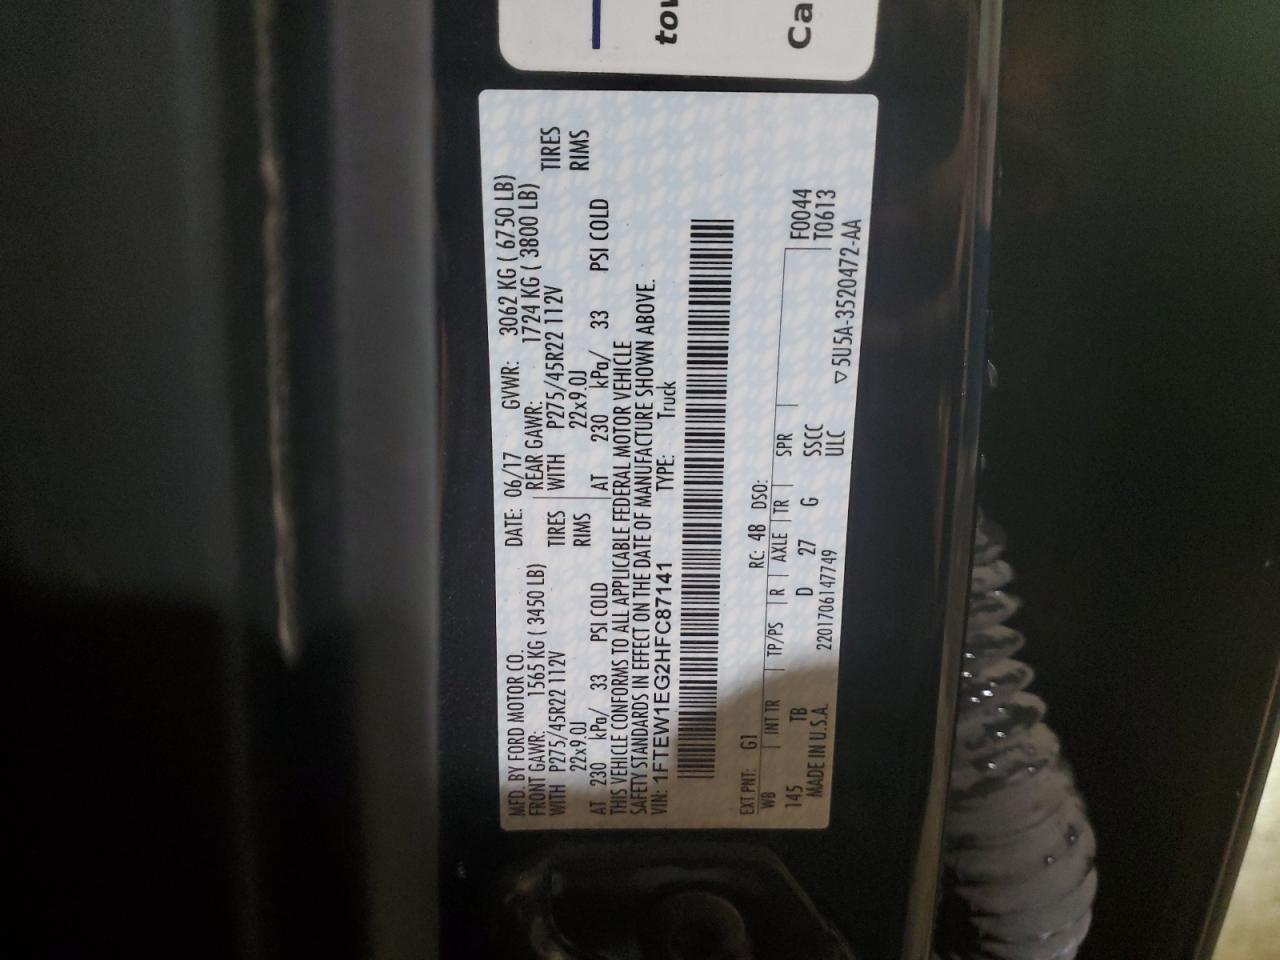 tow
Ca
MFD. BY FORD MOTOR CO.
DATE: 06/17 GVWR: 3062 KG ( 6750 LB)
FRONT GAWR: 1565 KG ( 3450 LB)
REAR GAWR: 1724 KG ( 3800 LB)
WITH P275/45R22 112V TIRES
WITH P275/45R22 112V TIRES
22x9.0J RIMS
22x9.0J RIMS
AT 230 kPa/ 33 PSI COLD
AT 230 kPa/ 33 PSI COLD
THIS VEHICLE CONFORMS TO ALL APPLICABLE FEDERAL MOTOR VEHICLE
SAFETY STANDARDS IN EFFECT ON THE DATE OF MANUFACTURE SHOWN ABOVE.
VIN: 1FTEW1EG2HFC87141 TYPE: Truck
EXT PNT: G1 RC: 48 DSO:
WB INT TR TP/PS R AXLE TR SPR
F0044
145 TB D 27 G SSCC T0613
MADE IN U.S.A. 2201706147749 ULC
▽5U5A-3520472-AA